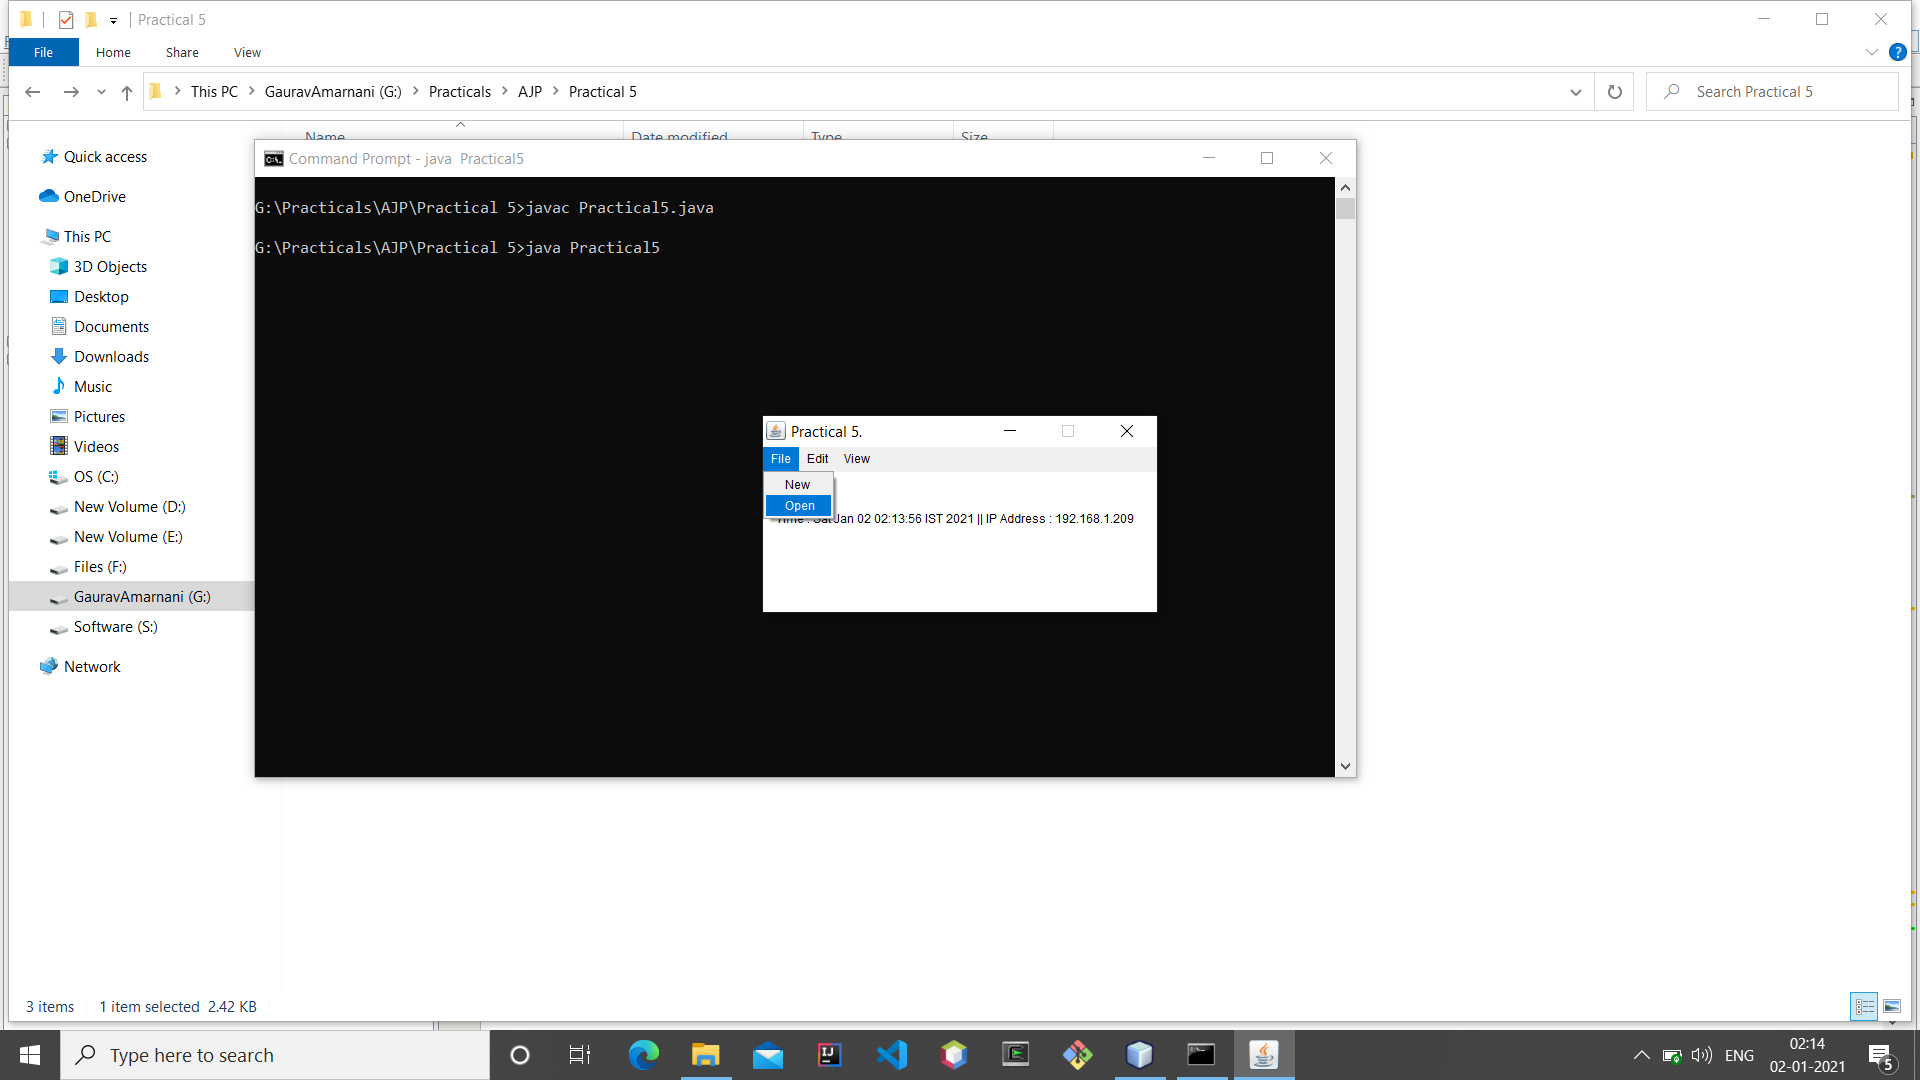 Practical 5
File Home Share View
This PC GauravAmarnani (G:) Practicals AJP Practical 5
Search Practical 5
Name Date modified Type Size
Quick access
OneDrive
This PC
3D Objects
Desktop
Documents
Downloads
Music
Pictures
Videos
OS (C:)
New Volume (D:)
New Volume (E:)
Files (F:)
GauravAmarnani (G:)
Software (S:)
Network
Command Prompt - java  Practical5
G:\Practicals\AJP\Practical 5>javac Practical5.java
G:\Practicals\AJP\Practical 5>java Practical5
Practical 5.
File Edit View
New
Open
Time : Sat Jan 02 02:13:56 IST 2021 || IP Address : 192.168.1.209
3 items 1 item selected 2.42 KB
Type here to search
ENG
02:14
02-01-2021
5